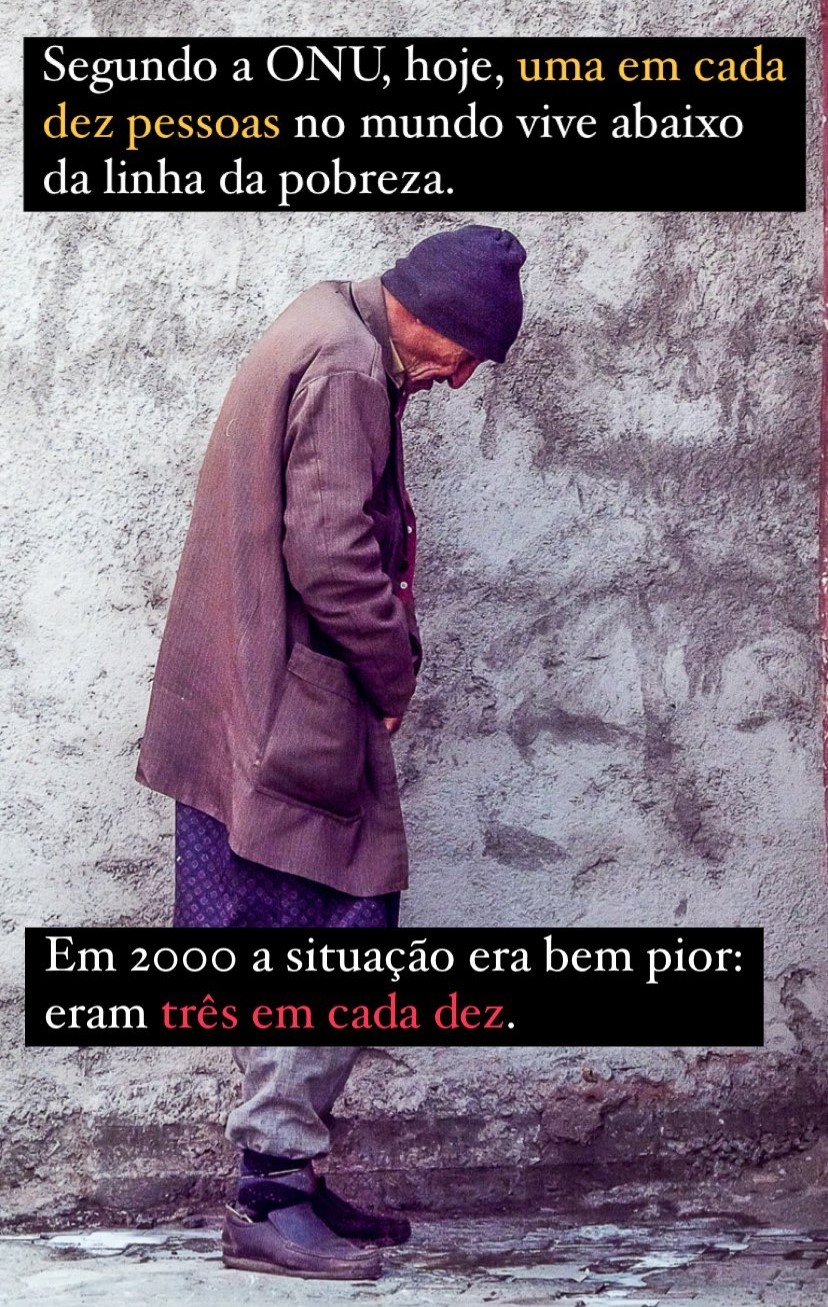 Segundo a ONU, hoje, uma em cada
dez pessoas no mundo vive abaixo
da linha da pobreza.
Em 2000 a situação era bem pior:
eram três em cada dez.